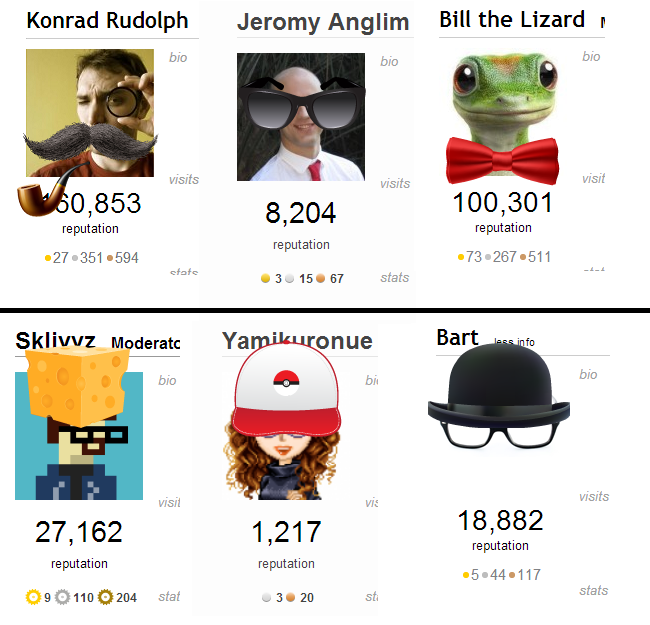 Konrad Rudolph
bio
visits
160,853
reputation
27 351 594
stats
Jeromy Anglim
bio
visits
8,204
reputation
3 15 67
stats
Bill the Lizard
bio
visit
100,301
reputation
73 267 511
Sklivvz Moderato
bio
visit
27,162
reputation
9 110 204
stat
Yamikuronue
bi
vis
1,217
reputation
3 20
st
Bart less info
bio
visits
18,882
reputation
5 44 117
stats